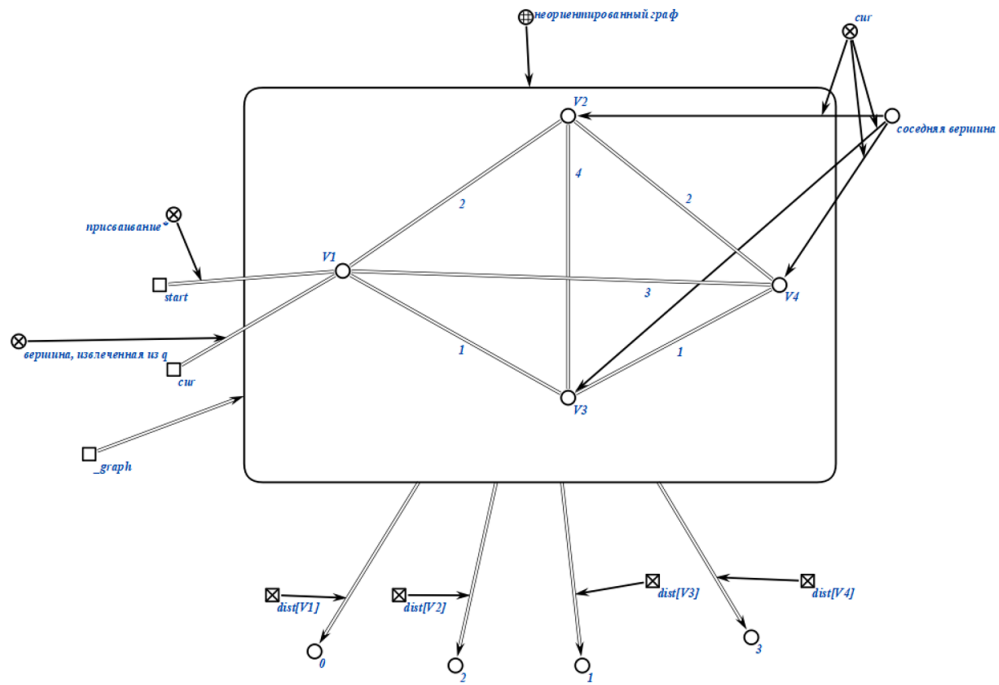 неориентированный граф
cur
V2
соседняя вершина
4
2
2
присваивание*
V1
start
3
V4
вершина, извлеченная из q
cur
1
1
V3
_graph
dist[V1]
dist[V2]
dist[V3]
dist[V4]
0
2
1
3